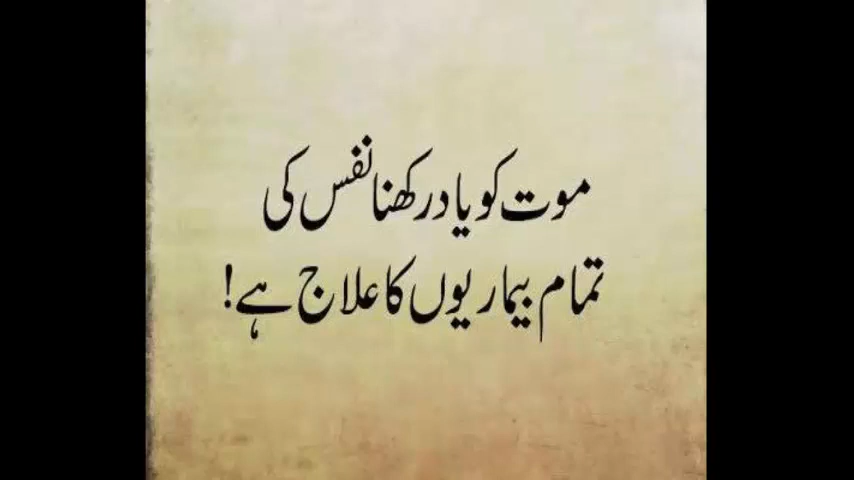 موت کو یاد رکھنا نفس کی
تمام بیماریوں کا علاج ہے!